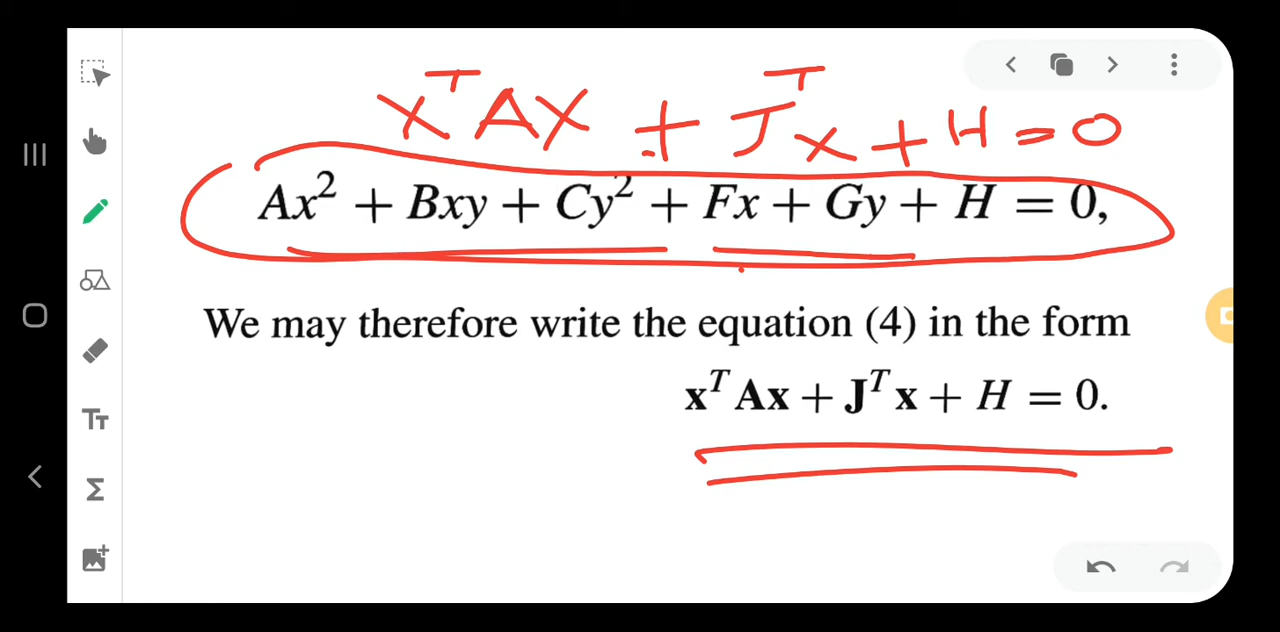 xᵀAx + Jᵀx + H = 0
Ax² + Bxy + Cy² + Fx + Gy + H = 0,
We may therefore write the equation (4) in the form
xᵀAx + Jᵀx + H = 0.
Tт
Σ